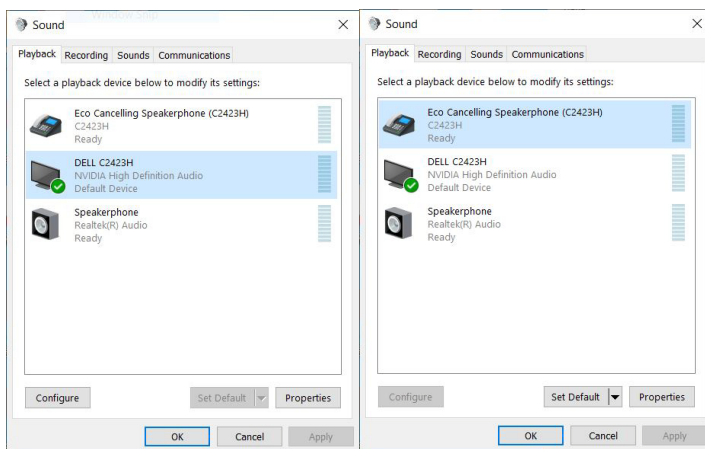 Sound
Playback Recording Sounds Communications
Select a playback device below to modify its settings:
Eco Cancelling Speakerphone (C2423H)
C2423H
Ready
DELL C2423H
NVIDIA High Definition Audio
Default Device
Speakerphone
Realtek(R) Audio
Ready
Configure Set Default Properties
OK Cancel Apply
Sound
Playback Recording Sounds Communications
Select a playback device below to modify its settings:
Eco Cancelling Speakerphone (C2423H)
C2423H
Ready
DELL C2423H
NVIDIA High Definition Audio
Default Device
Speakerphone
Realtek(R) Audio
Ready
Configure Set Default Properties
OK Cancel Apply